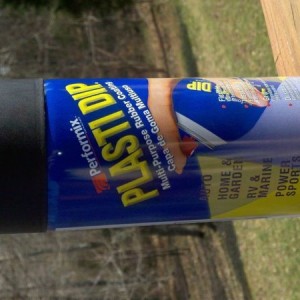 Performix
PLASTI DIP
Multi-Purpose Rubber Coating
Capa de Goma Multiuso
DIP
AUTO
HOME &
GARDEN
RV &
MARINE
POWER
SPORTS